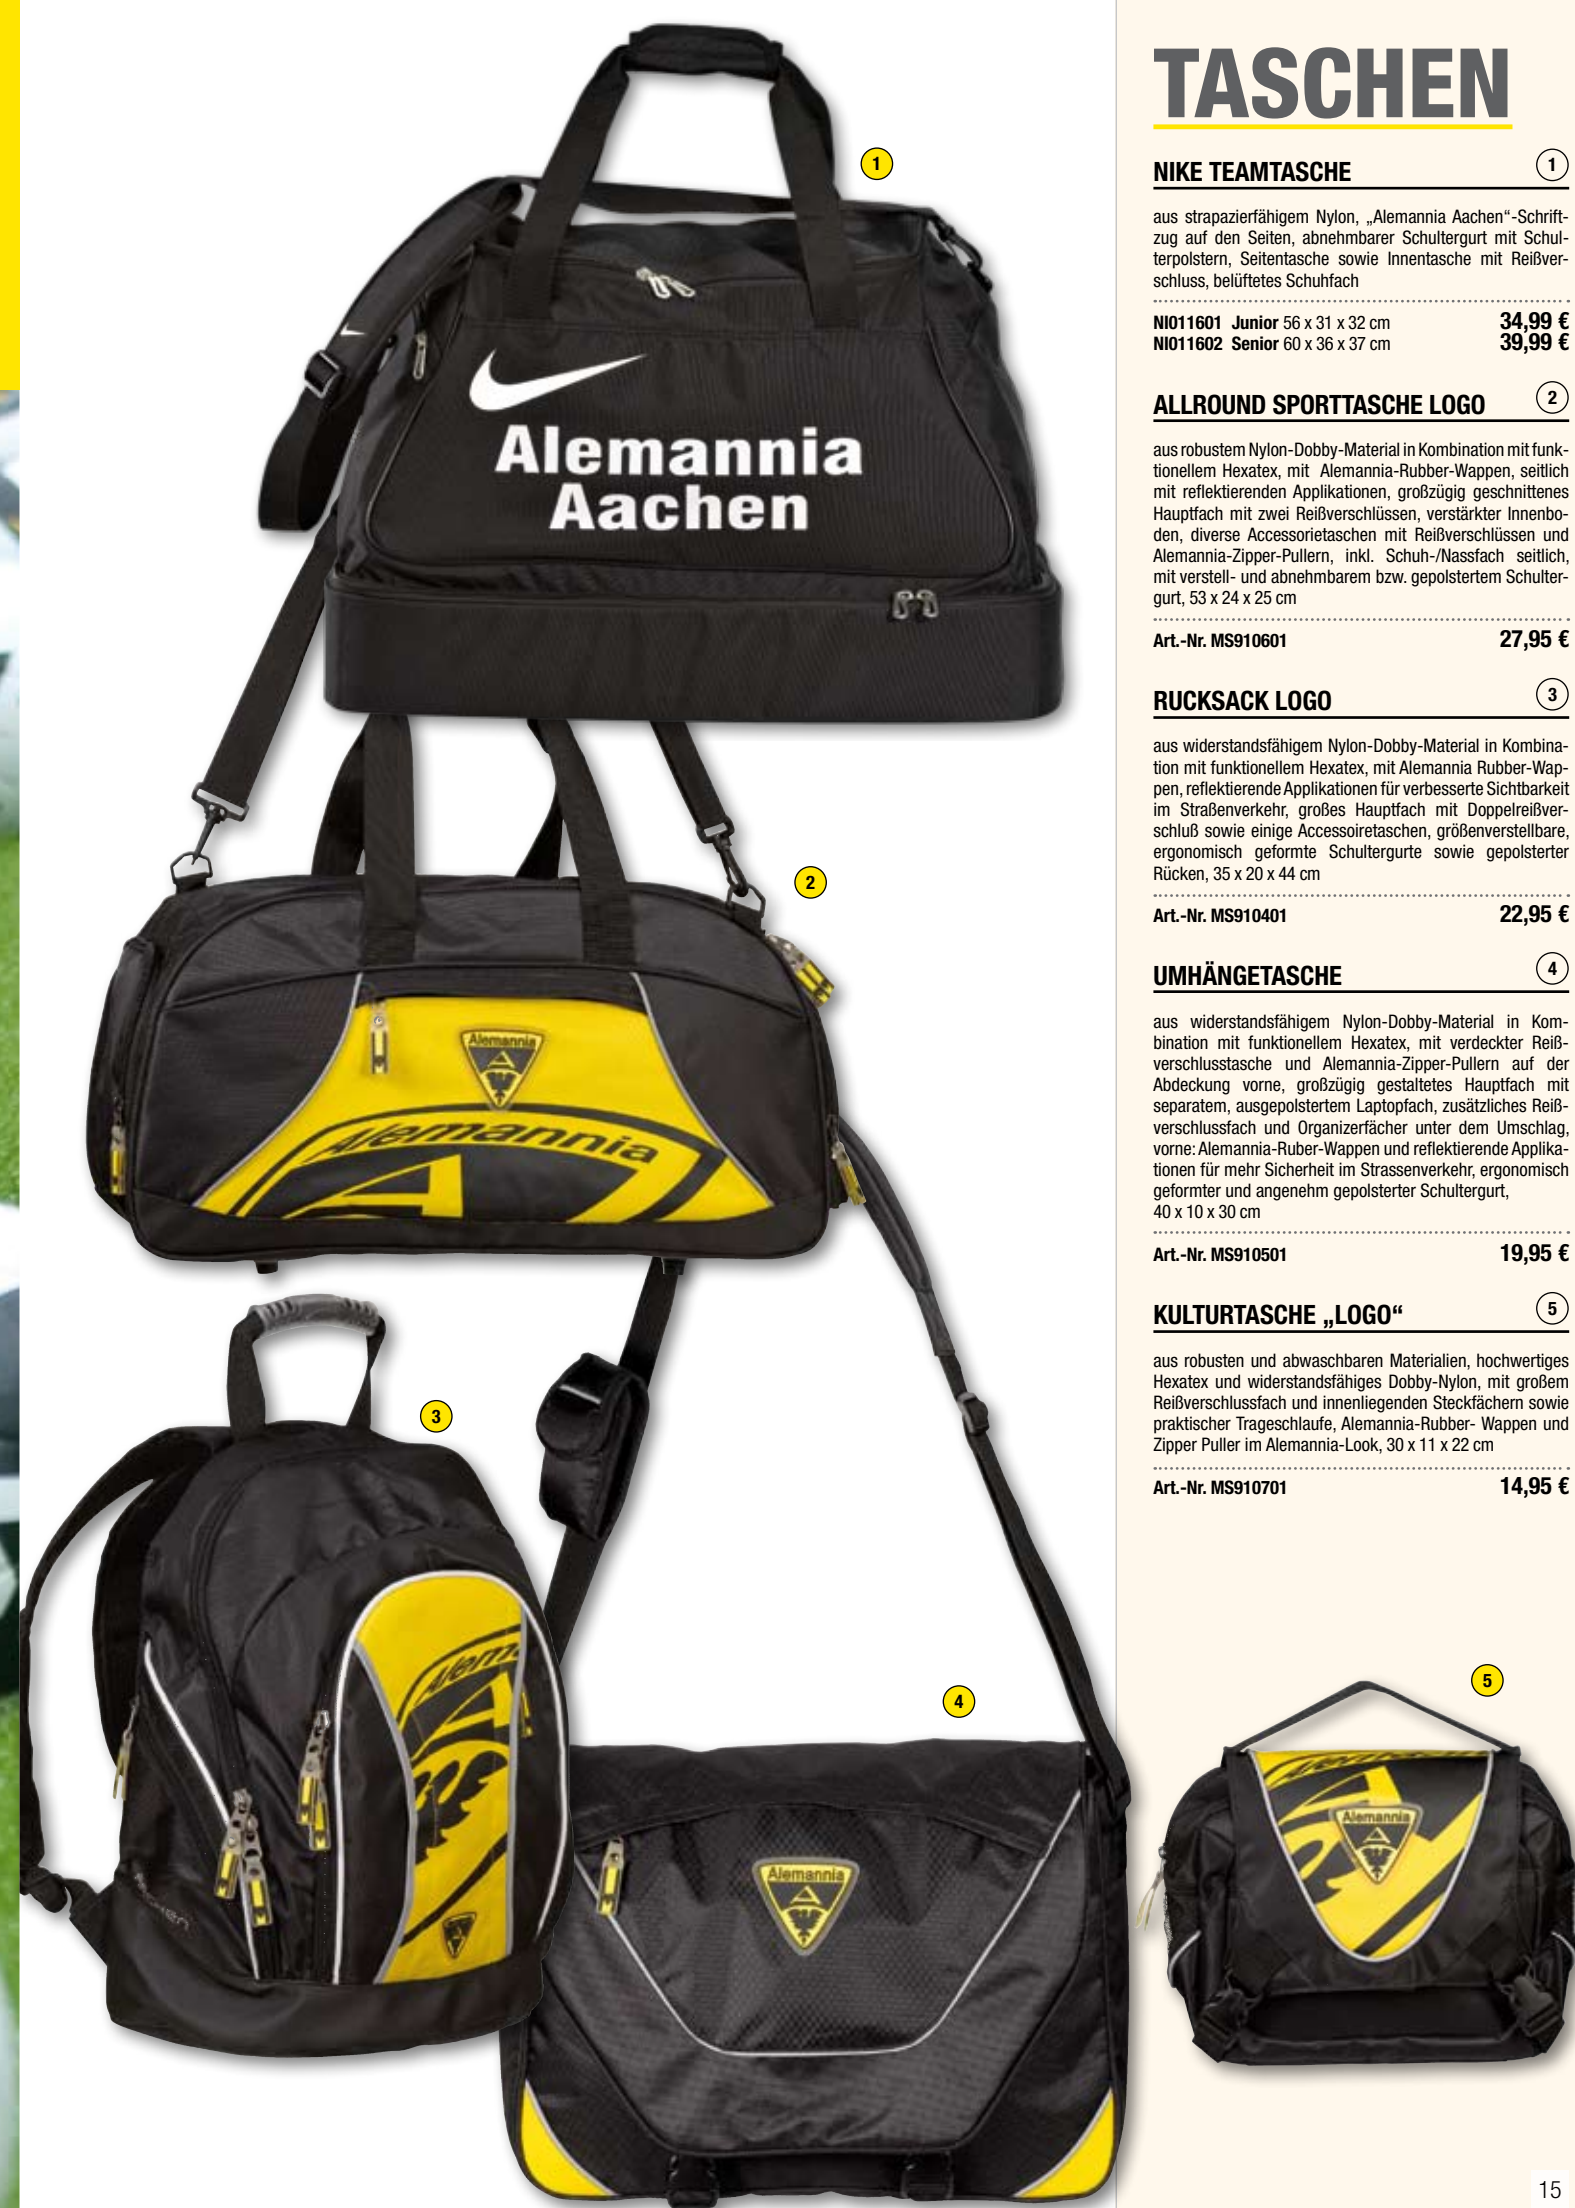 TASCHEN
NIKE TEAMTASCHE 1
aus strapazierfähigem Nylon, „Alemannia Aachen“-Schrift-
zug auf den Seiten, abnehmbarer Schultergurt mit Schul-
terpolstern, Seitentasche sowie Innentasche mit Reißver-
schluss, belüftetes Schuhfach
NI011601 Junior 56 x 31 x 32 cm 34,99 €
NI011602 Senior 60 x 36 x 37 cm 39,99 €
ALLROUND SPORTTASCHE LOGO 2
aus robustem Nylon-Dobby-Material in Kombination mit funk-
tionellem Hexatex, mit Alemannia-Rubber-Wappen, seitlich
mit reflektierenden Applikationen, großzügig geschnittenes
Hauptfach mit zwei Reißverschlüssen, verstärkter Innenbo-
den, diverse Accessorietaschen mit Reißverschlüssen und
Alemannia-Zipper-Pullern, inkl. Schuh-/Nassfach seitlich,
mit verstell- und abnehmbarem bzw. gepolstertem Schulter-
gurt, 53 x 24 x 25 cm
Art.-Nr. MS910601 27,95 €
RUCKSACK LOGO 3
aus widerstandsfähigem Nylon-Dobby-Material in Kombina-
tion mit funktionellem Hexatex, mit Alemannia Rubber-Wap-
pen, reflektierende Applikationen für verbesserte Sichtbarkeit
im Straßenverkehr, großes Hauptfach mit Doppelreißver-
schluß sowie einige Accessoiretaschen, größenverstellbare,
ergonomisch geformte Schultergurte sowie gepolsterter
Rücken, 35 x 20 x 44 cm
Art.-Nr. MS910401 22,95 €
UMHÄNGETASCHE 4
aus widerstandsfähigem Nylon-Dobby-Material in Kom-
bination mit funktionellem Hexatex, mit verdeckter Reiß-
verschlusstasche und Alemannia-Zipper-Pullern auf der
Abdeckung vorne, großzügig gestaltetes Hauptfach mit
separatem, ausgepolstertem Laptopfach, zusätzliches Reiß-
verschlussfach und Organizerfächer unter dem Umschlag,
vorne: Alemannia-Ruber-Wappen und reflektierende Applika-
tionen für mehr Sicherheit im Strassenverkehr, ergonomisch
geformter und angenehm gepolsterter Schultergurt,
40 x 10 x 30 cm
Art.-Nr. MS910501 19,95 €
KULTURTASCHE „LOGO“ 5
aus robusten und abwaschbaren Materialien, hochwertiges
Hexatex und widerstandsfähiges Dobby-Nylon, mit großem
Reißverschlussfach und innenliegenden Steckfächern sowie
praktischer Trageschlaufe, Alemannia-Rubber- Wappen und
Zipper Puller im Alemannia-Look, 30 x 11 x 22 cm
Art.-Nr. MS910701 14,95 €
1
Alemannia
Aachen
2
Alemannia
Alemannia
3
Alem
4
Alemannia
5
Alemannia
15